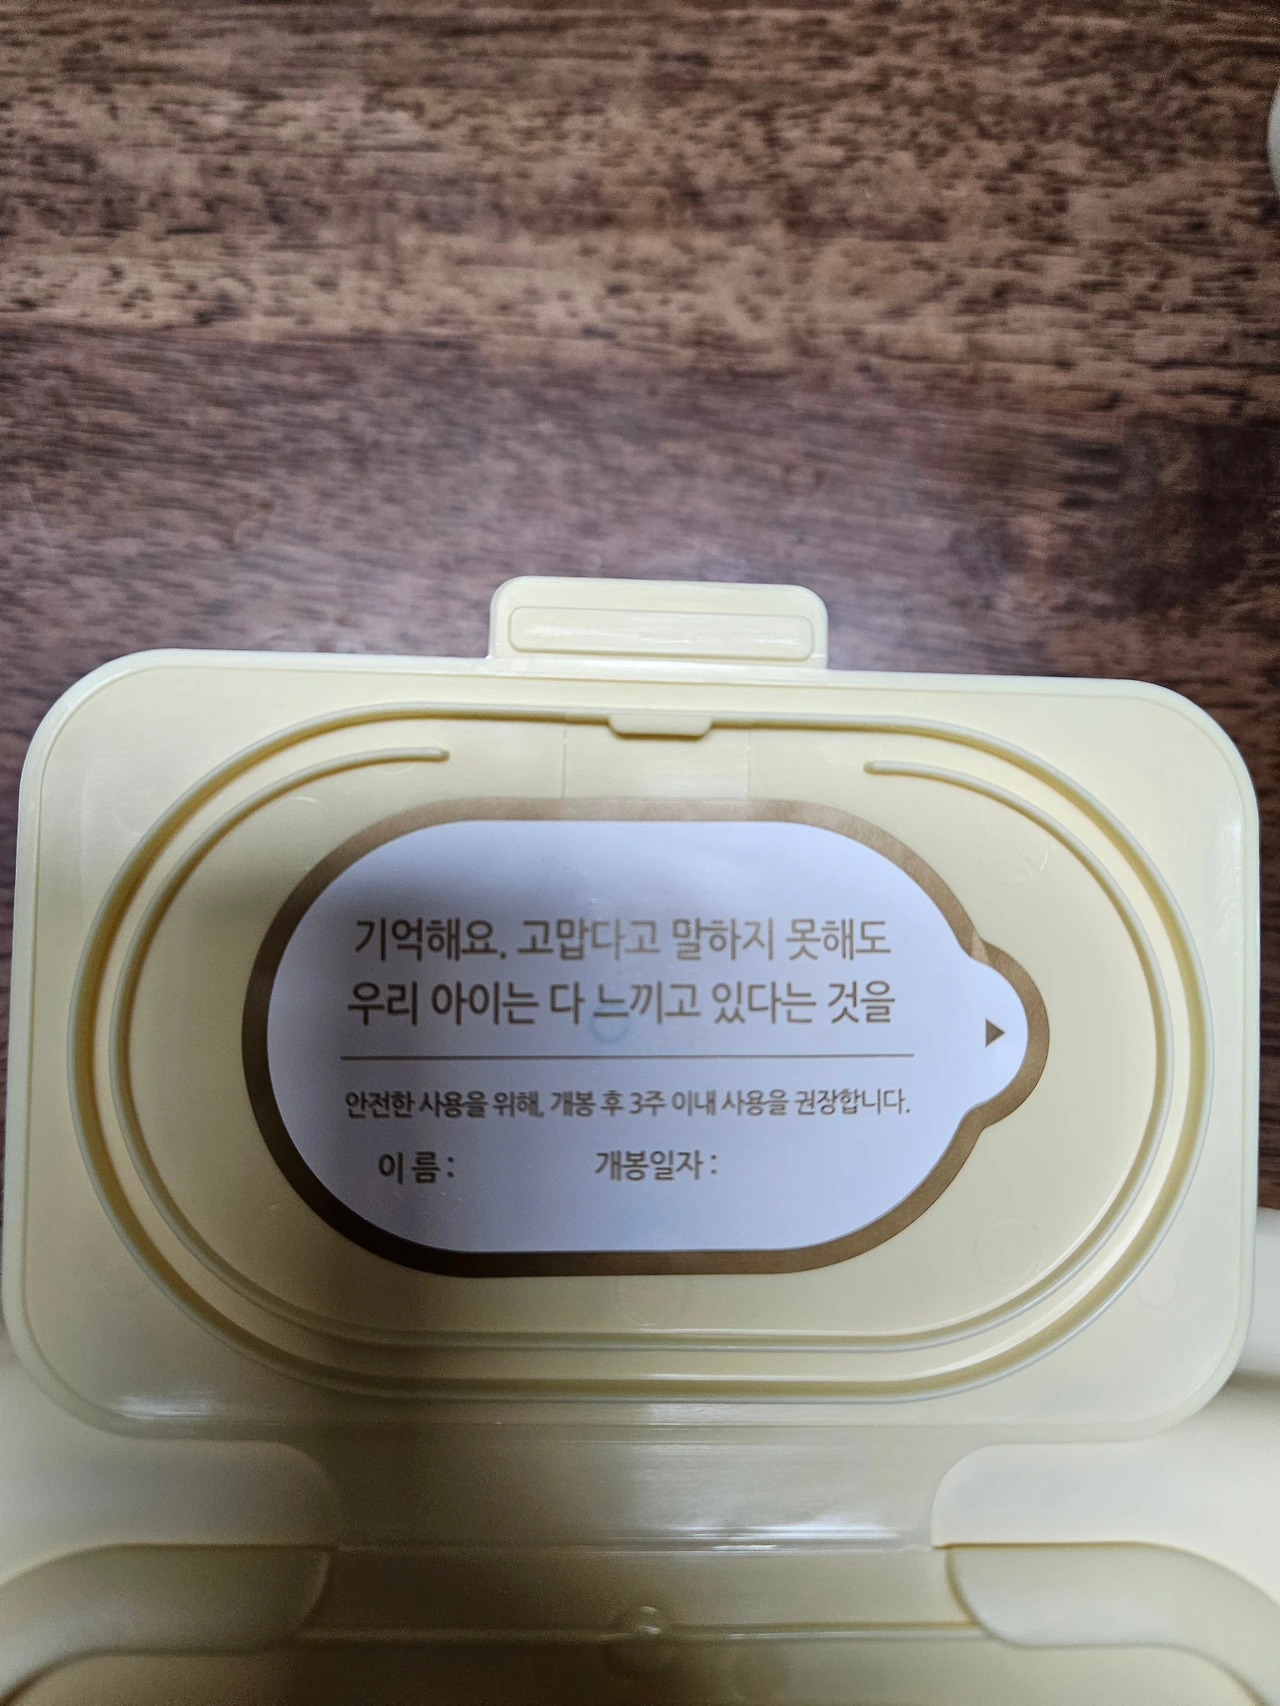 기억해요. 고맙다고 말하지 못해도
우리 아이는 다 느끼고 있다는 것을
안전한 사용을 위해, 개봉 후 3주 이내 사용을 권장합니다.
이 름 : 개봉일자 :